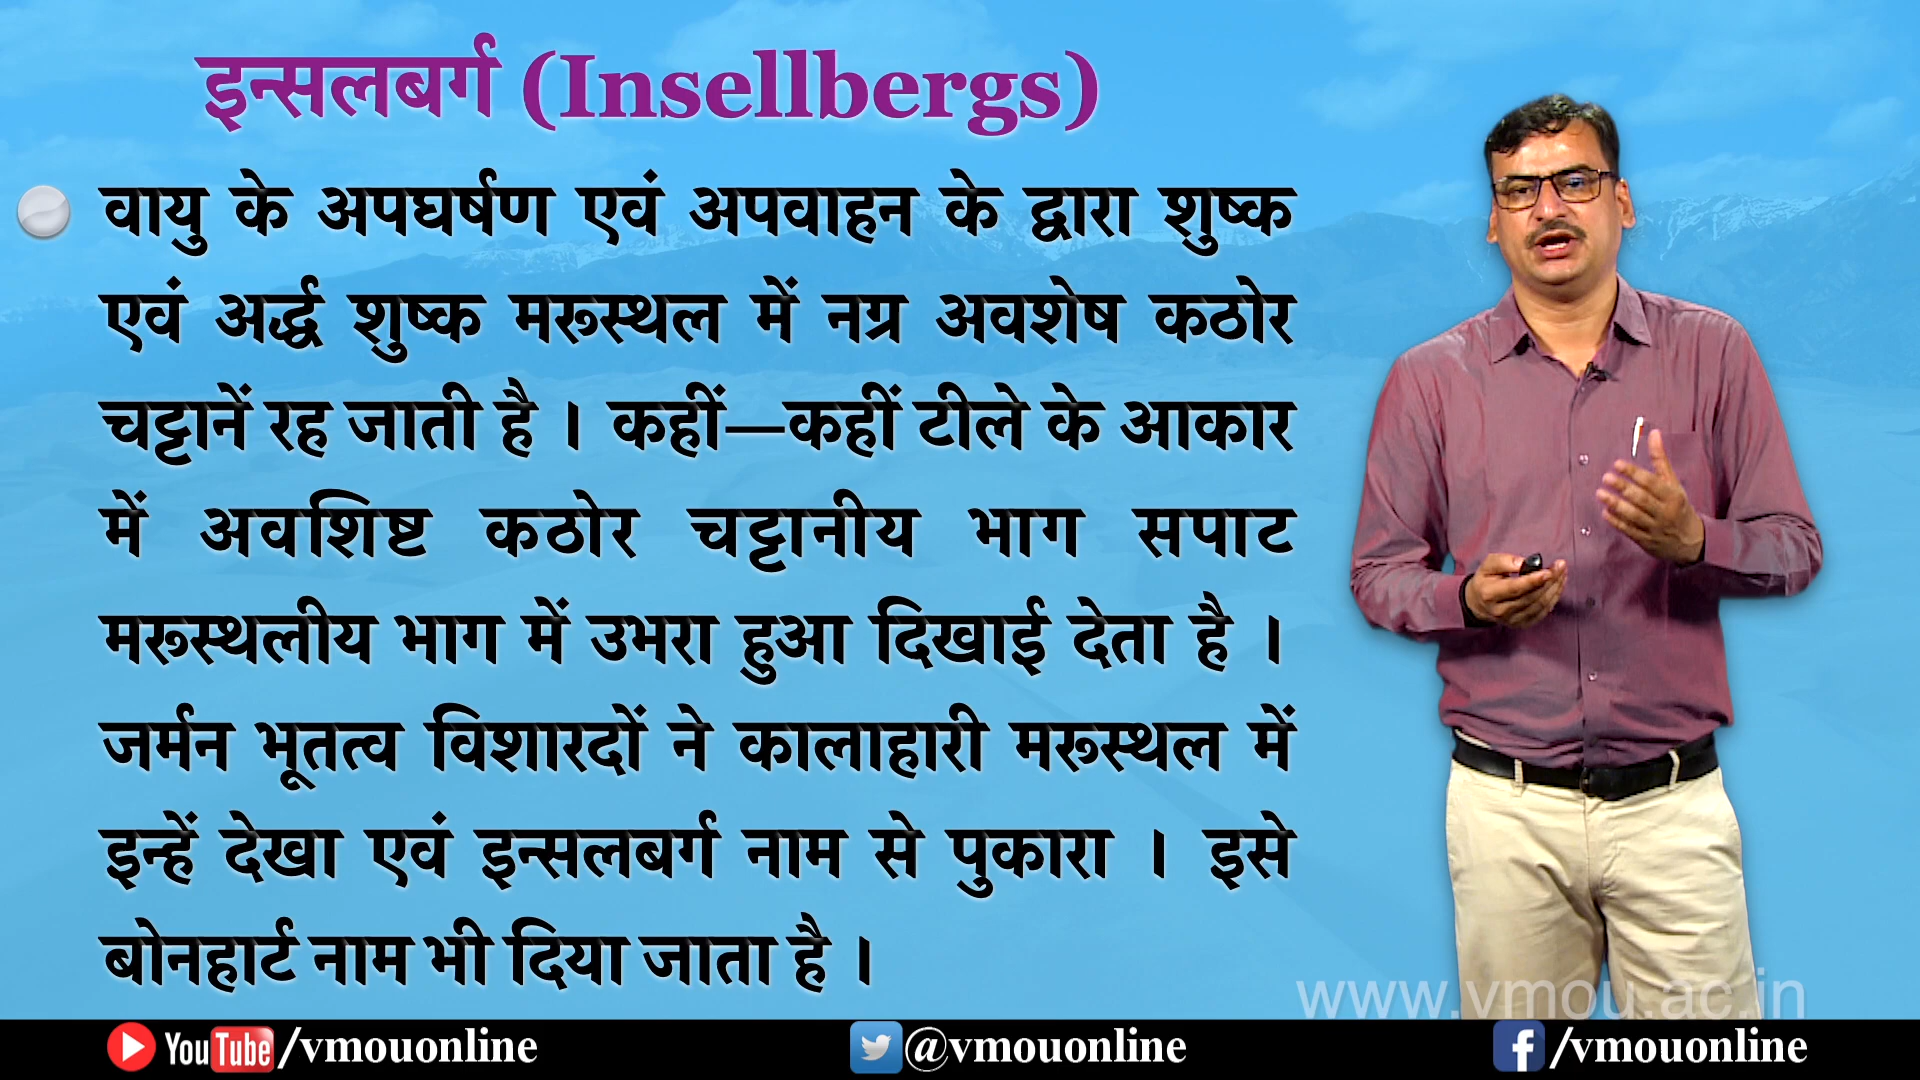 इन्सलबर्ग (Insellbergs)
वायु के अपघर्षण एवं अपवाहन के द्वारा शुष्क
एवं अर्द्ध शुष्क मरूस्थल में नग्र अवशेष कठोर
चट्टानें रह जाती है । कहीं—कहीं टीले के आकार
में अवशिष्ट कठोर चट्टानीय भाग सपाट
मरूस्थलीय भाग में उभरा हुआ दिखाई देता है ।
जर्मन भूतत्व विशारदों ने कालाहारी मरूस्थल में
इन्हें देखा एवं इन्सलबर्ग नाम से पुकारा । इसे
बोनहार्ट नाम भी दिया जाता है ।
www.vmou.ac.in
YouTube /vmouonline @vmouonline f /vmouonline